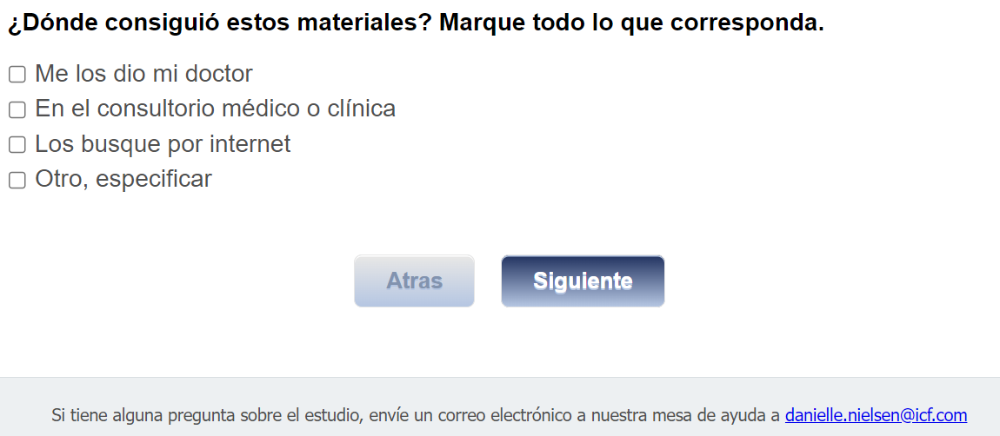 ¿Dónde consiguió estos materiales? Marque todo lo que corresponda.
Me los dio mi doctor
En el consultorio médico o clínica
Los busque por internet
Otro, especificar
Atras
Siguiente
Si tiene alguna pregunta sobre el estudio, envíe un correo electrónico a nuestra mesa de ayuda a danielle.nielsen@icf.com